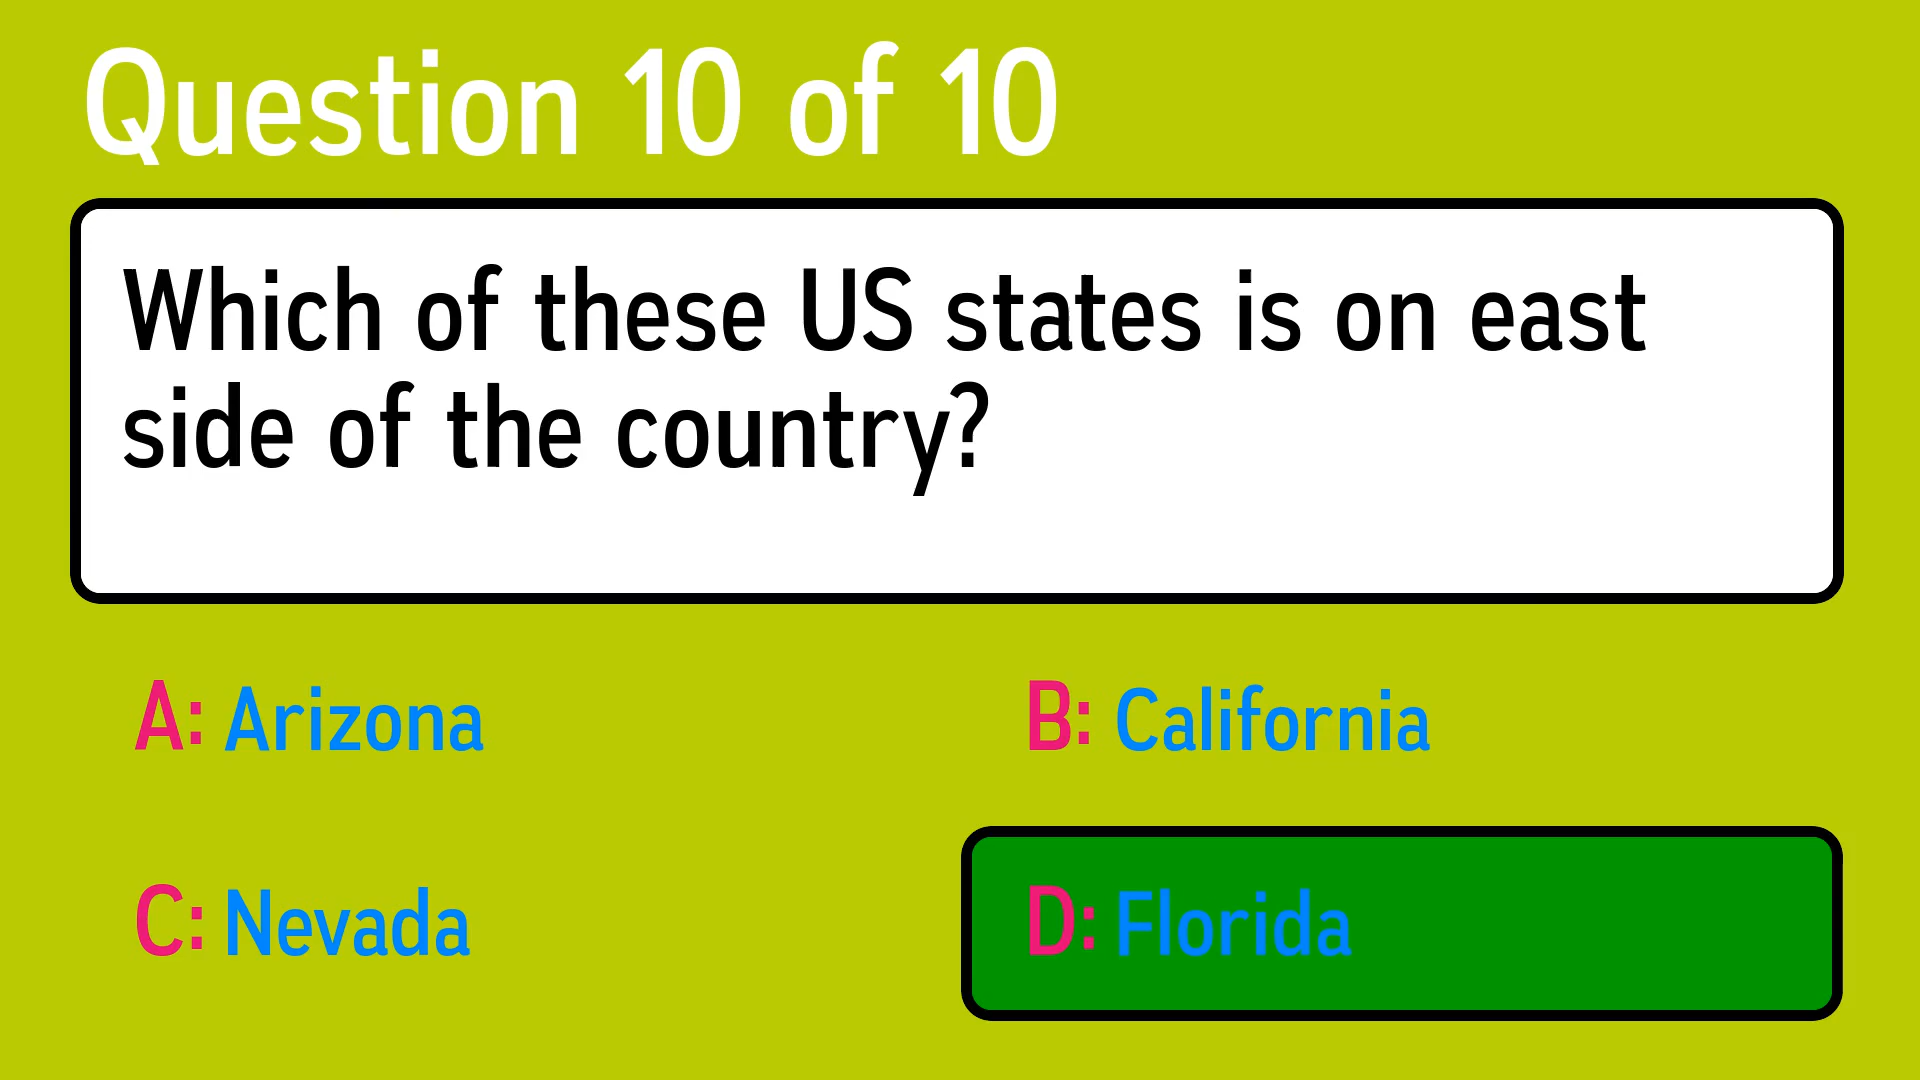 Question 10 of 10
Which of these US states is on east
side of the country?
A: Arizona
B: California
C: Nevada
D: Florida